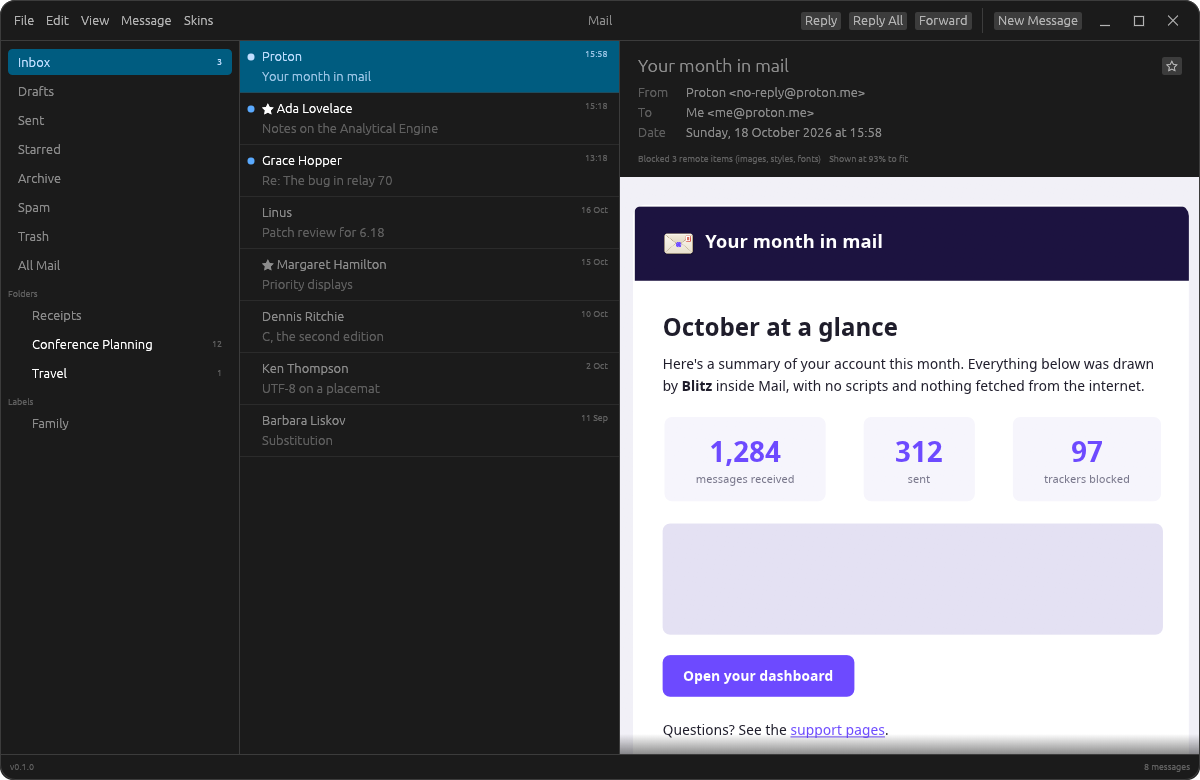 File Edit View Message Skins
Mail
Reply Reply All Forward New Message
Inbox 3
Drafts
Sent
Starred
Archive
Spam
Trash
All Mail
Folders
Receipts
Conference Planning 12
Travel 1
Labels
Family
Proton 15:58
Your month in mail
Ada Lovelace 15:18
Notes on the Analytical Engine
Grace Hopper 13:18
Re: The bug in relay 70
Linus 16 Oct
Patch review for 6.18
Margaret Hamilton 15 Oct
Priority displays
Dennis Ritchie 10 Oct
C, the second edition
Ken Thompson 2 Oct
UTF-8 on a placemat
Barbara Liskov 11 Sep
Substitution
Your month in mail
From Proton <no-reply@proton.me>
To Me <me@proton.me>
Date Sunday, 18 October 2026 at 15:58
Blocked 3 remote items (images, styles, fonts) Shown at 93% to fit
Your month in mail
October at a glance
Here's a summary of your account this month. Everything below was drawn
by Blitz inside Mail, with no scripts and nothing fetched from the internet.
1,284 312 97
messages received sent trackers blocked
Open your dashboard
Questions? See the support pages.
v0.1.0 8 messages